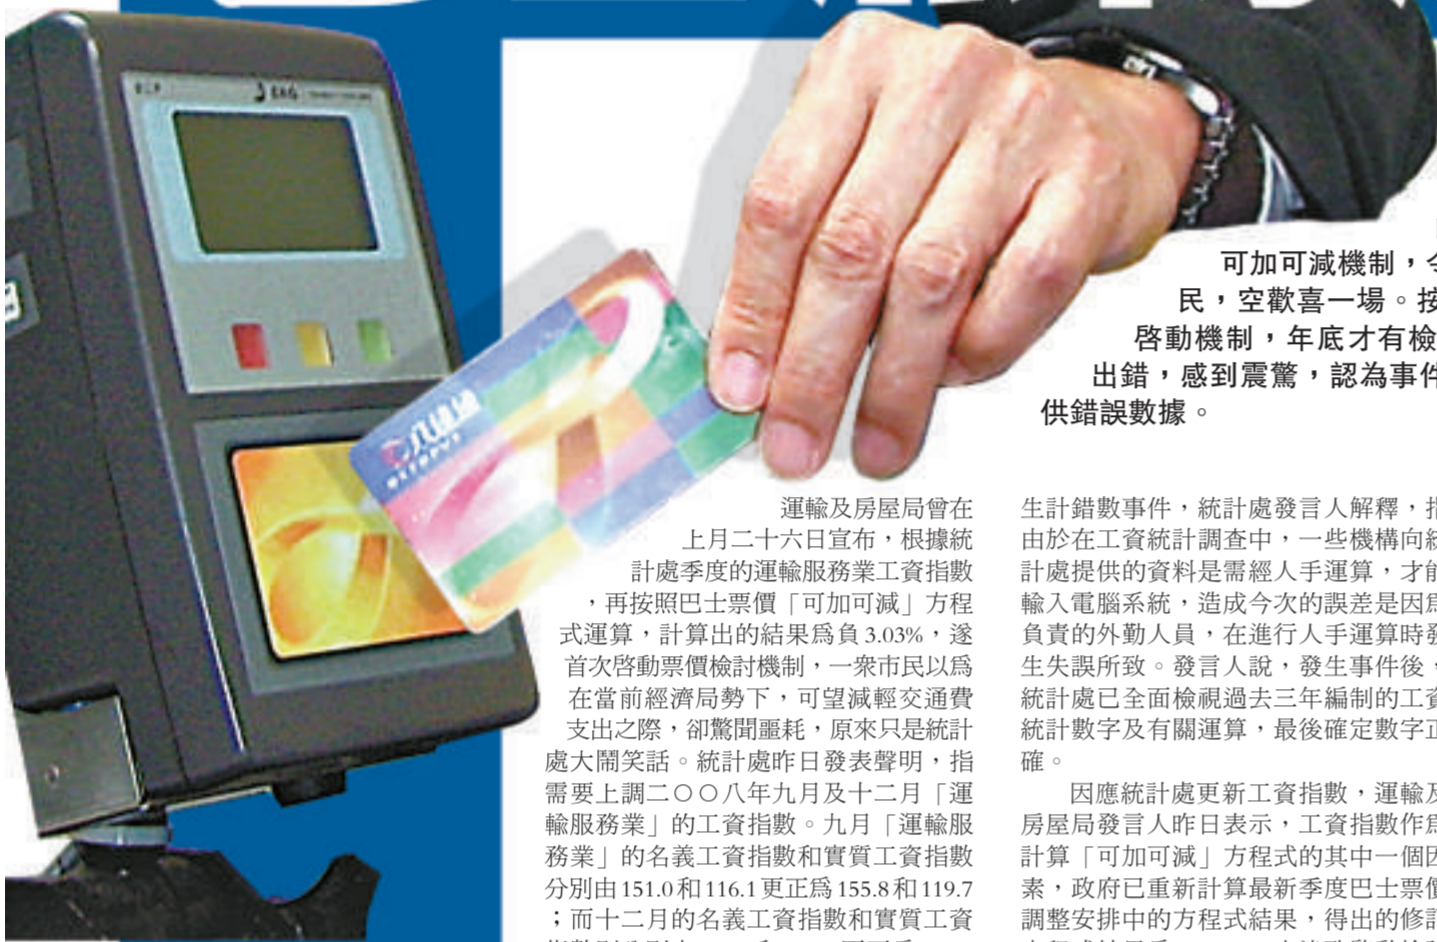 八達通
OCTOPUS
可加可減機制,令
民,空歡喜一場。按
啓動機制,年底才有檢
出錯,感到震驚,認為事件
供錯誤數據。
運輸及房屋局曾在
上月二十六日宣布,根據統
計處季度的運輸服務業工資指數
,再按照巴士票價「可加可減」方程
式運算,計算出的結果爲負3.03%,遂
首次啓動票價檢討機制,一衆市民以爲
在當前經濟局勢下,可望減輕交通費
支出之際,卻驚聞噩耗,原來只是統計
處大鬧笑話。統計處昨日發表聲明,指
需要上調二○○八年九月及十二月「運
輸服務業」的工資指數。九月「運輸服
務業」的名義工資指數和實質工資指數
分別由151.0和116.1更正爲155.8和119.7
;而十二月的名義工資指數和實質工資
生計錯數事件,統計處發言人解釋,指
由於在工資統計調查中,一些機構向統
計處提供的資料是需經人手運算,才能
輸入電腦系統,造成今次的誤差是因爲
負責的外勤人員,在進行人手運算時發
生失誤所致。發言人說,發生事件後,
統計處已全面檢視過去三年編制的工資
統計數字及有關運算,最後確定數字正
確。
因應統計處更新工資指數,運輸及
房屋局發言人昨日表示,工資指數作爲
計算「可加可減」方程式的其中一個因
素,政府已重新計算最新季度巴士票價
調整安排中的方程式結果,得出的修訂